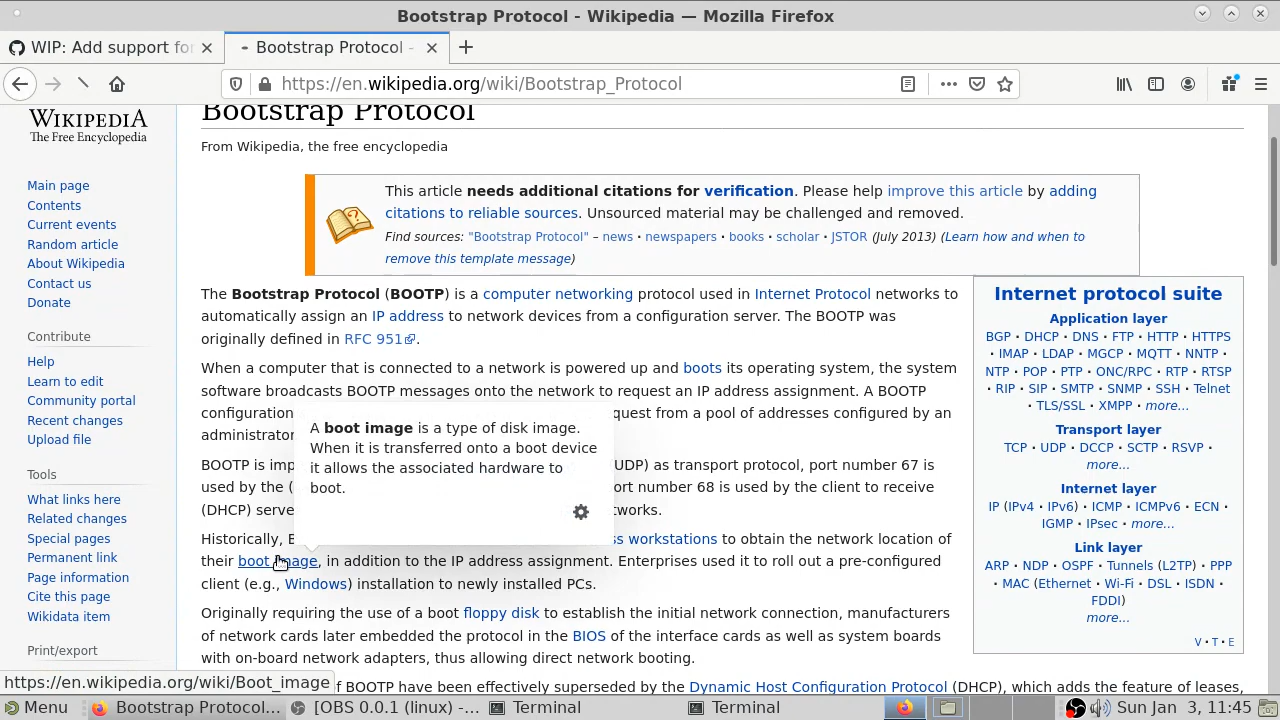 Bootstrap Protocol - Wikipedia — Mozilla Firefox
WIP: Add support for
Bootstrap Protocol -
https://en.wikipedia.org/wiki/Bootstrap_Protocol
WIKIPEDIA
The Free Encyclopedia
Main page
Contents
Current events
Random article
About Wikipedia
Contact us
Donate
Contribute
Help
Learn to edit
Community portal
Recent changes
Upload file
Tools
What links here
Related changes
Special pages
Permanent link
Page information
Cite this page
Wikidata item
Print/export
Bootstrap Protocol
From Wikipedia, the free encyclopedia
This article needs additional citations for verification. Please help improve this article by adding
citations to reliable sources. Unsourced material may be challenged and removed.
Find sources: "Bootstrap Protocol" – news · newspapers · books · scholar · JSTOR (July 2013) (Learn how and when to
remove this template message)
The Bootstrap Protocol (BOOTP) is a computer networking protocol used in Internet Protocol networks to
automatically assign an IP address to network devices from a configuration server. The BOOTP was
originally defined in RFC 951.
When a computer that is connected to a network is powered up and boots its operating system, the system
software broadcasts BOOTP messages onto the network to request an IP address assignment. A BOOTP
configuration quest from a pool of addresses configured by an
administrator
BOOTP is imp UDP) as transport protocol, port number 67 is
used by the ( ort number 68 is used by the client to receive
(DHCP) serve tworks.
Historically, B s workstations to obtain the network location of
their boot image, in addition to the IP address assignment. Enterprises used it to roll out a pre-configured
client (e.g., Windows) installation to newly installed PCs.
Originally requiring the use of a boot floppy disk to establish the initial network connection, manufacturers
of network cards later embedded the protocol in the BIOS of the interface cards as well as system boards
with on-board network adapters, thus allowing direct network booting.
of BOOTP have been effectively superseded by the Dynamic Host Configuration Protocol (DHCP), which adds the feature of leases,
A boot image is a type of disk image.
When it is transferred onto a boot device
it allows the associated hardware to
boot.
Internet protocol suite
Application layer
BGP · DHCP · DNS · FTP · HTTP · HTTPS
· IMAP · LDAP · MGCP · MQTT · NNTP ·
NTP · POP · PTP · ONC/RPC · RTP · RTSP
· RIP · SIP · SMTP · SNMP · SSH · Telnet
· TLS/SSL · XMPP · more...
Transport layer
TCP · UDP · DCCP · SCTP · RSVP ·
more...
Internet layer
IP (IPv4 · IPv6) · ICMP · ICMPv6 · ECN ·
IGMP · IPsec · more...
Link layer
ARP · NDP · OSPF · Tunnels (L2TP) · PPP
· MAC (Ethernet · Wi-Fi · DSL · ISDN ·
FDDI)
more...
V · T · E
https://en.wikipedia.org/wiki/Boot_image
Menu
Bootstrap Protocol...
[OBS 0.0.1 (linux) -...
Terminal
Terminal
Sun Jan 3, 11:45